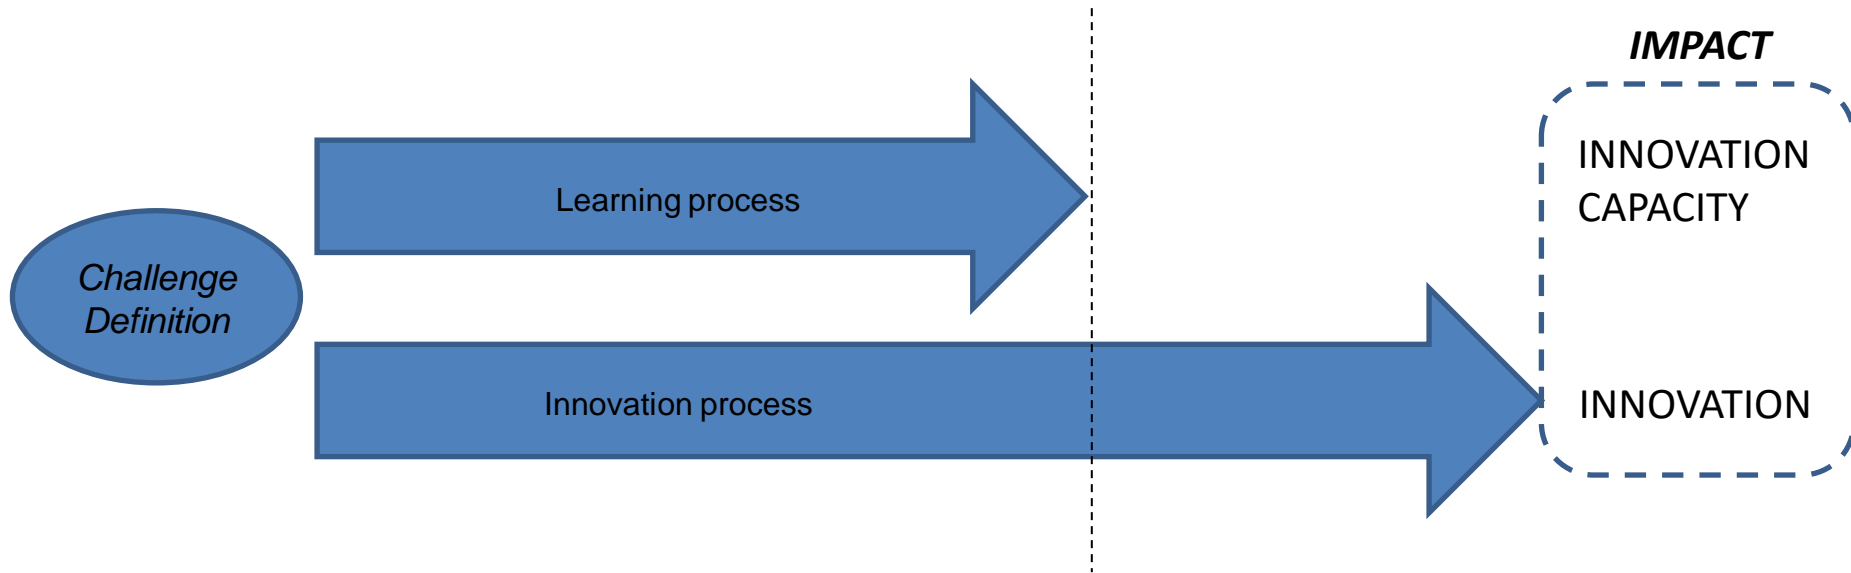 IMPACT
INNOVATION
CAPACITY
Learning process
Challenge
Definition
Innovation process
INNOVATION